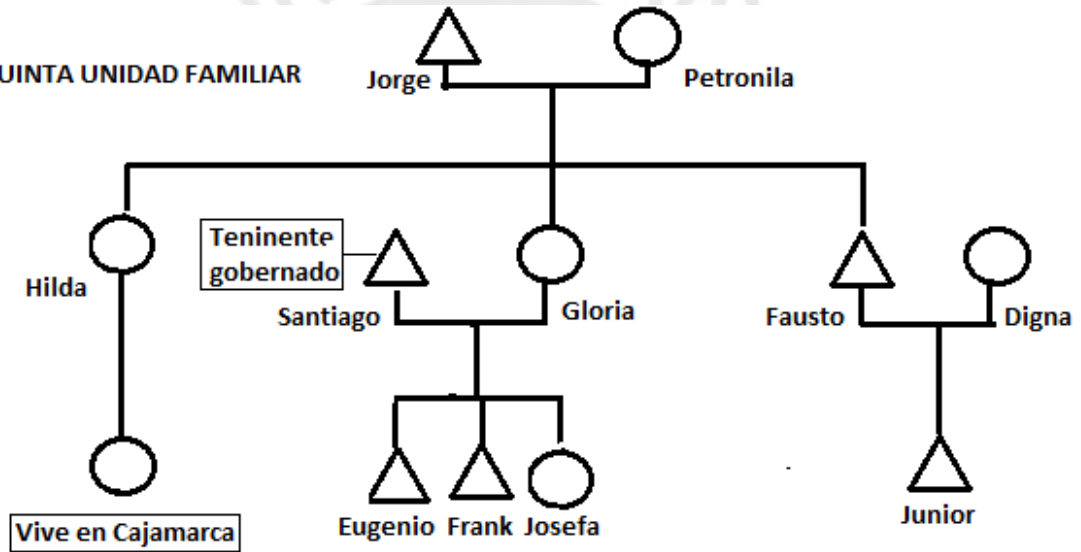 UINTA UNIDAD FAMILIAR
Jorge
Petronila
Teninente
gobernado
Hilda
Santiago
Gloria
Fausto
Digna
Eugenio
Frank
Josefa
Junior
Vive en Cajamarca